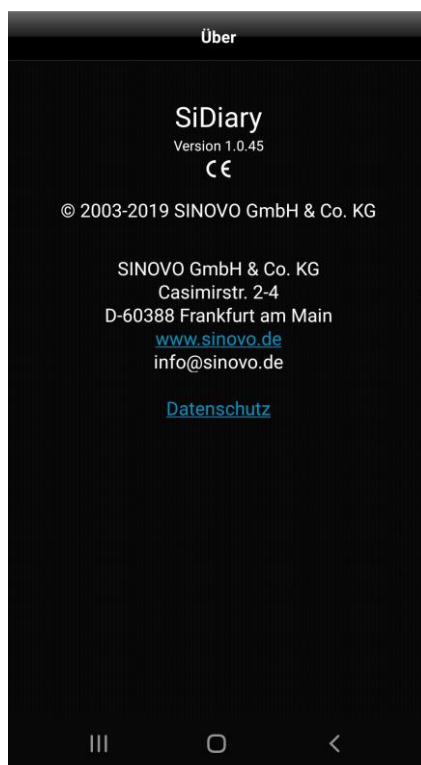 Über
SiDiary
Version 1.0.45
CE
© 2003-2019 SINOVO GmbH & Co. KG
SINOVO GmbH & Co. KG
Casimirstr. 2-4
D-60388 Frankfurt am Main
www.sinovo.de
info@sinovo.de
Datenschutz